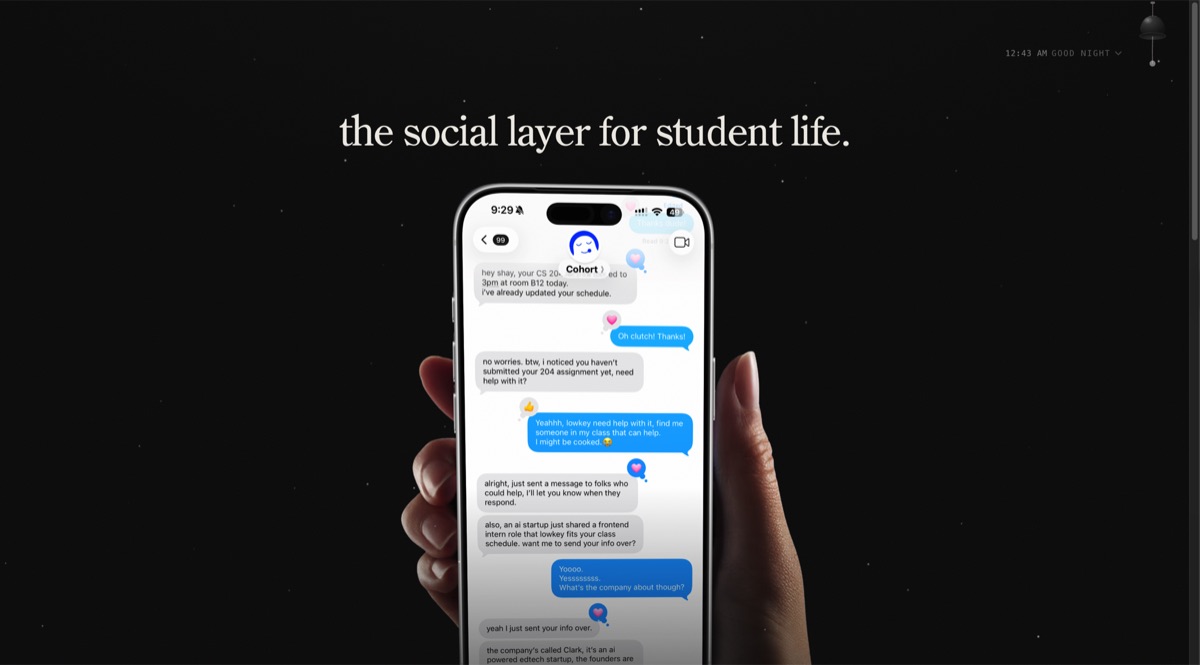 12:43 AM GOOD NIGHT
the social layer for student life.
9:29
49
99
Cohort
hey shay, your CS 20 ed to
3pm at room B12 today.
i've already updated your schedule.
Oh clutch! Thanks!
no worries. btw, i noticed you haven't
submitted your 204 assignment yet, need
help with it?
Yeahhh, lowkey need help with it, find me
someone in my class that can help.
I might be cooked. 😂
alright, just sent a message to folks who
could help, I'll let you know when they
respond.
also, an ai startup just shared a frontend
intern role that lowkey fits your class
schedule. want me to send your info over?
Yoooo.
Yessssssss.
What's the company about though?
yeah I just sent your info over.
the company's called Clark, it's an ai
powered edtech startup, the founders are